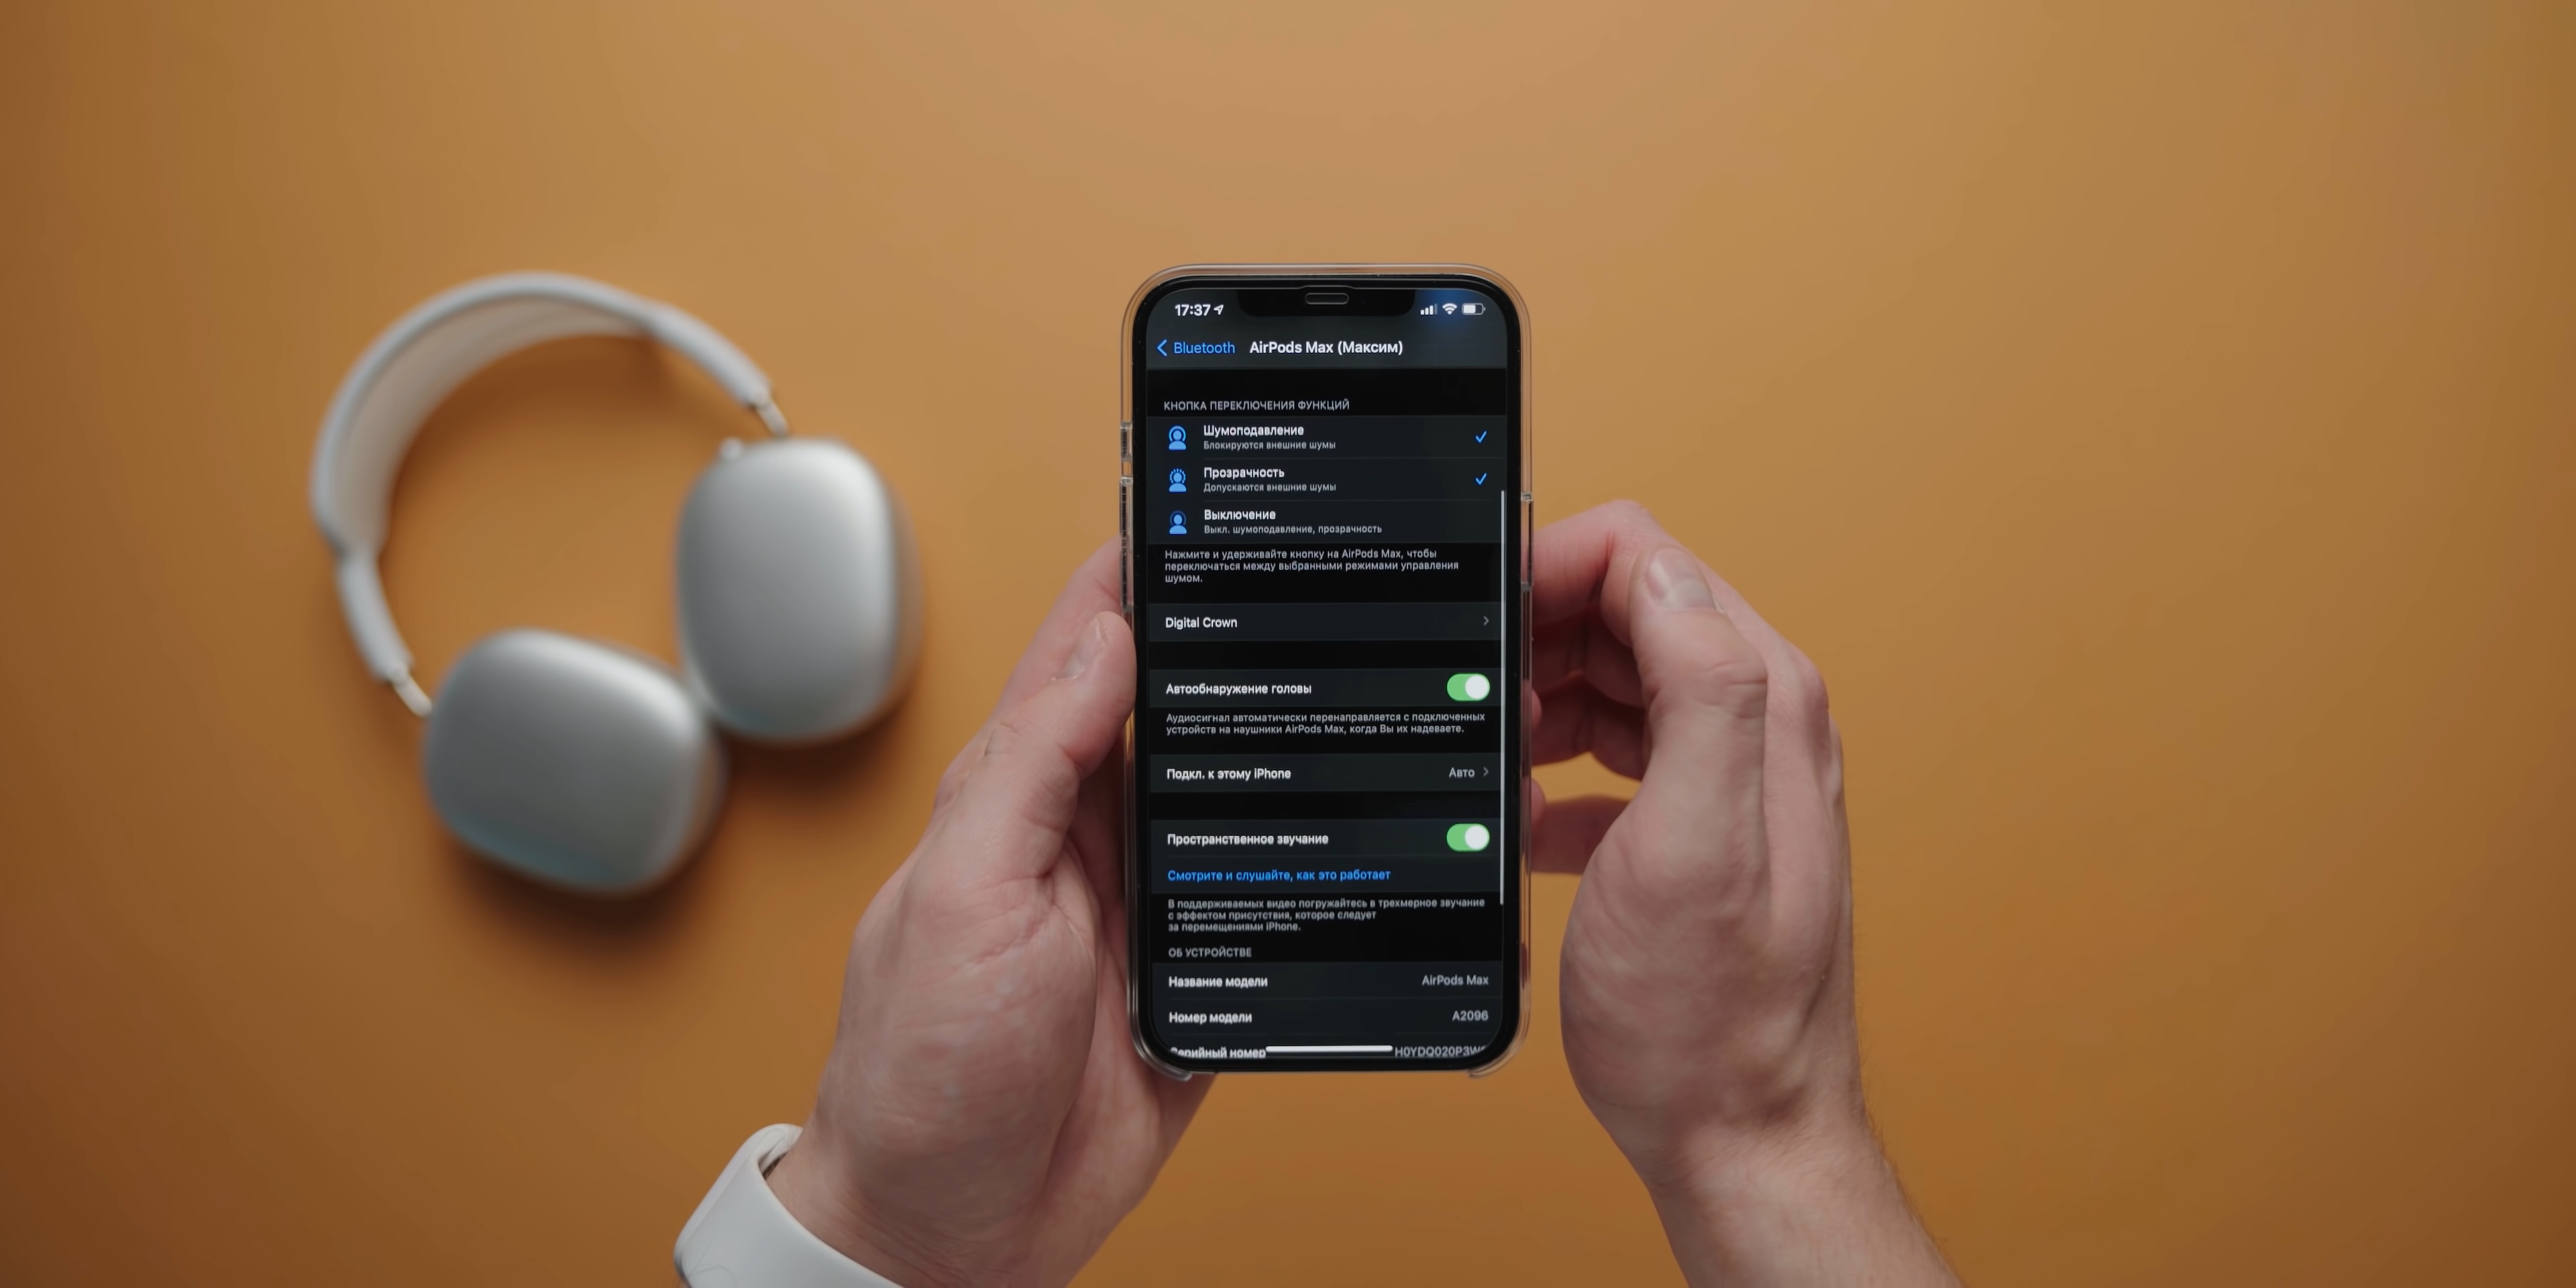 17:37
Bluetooth AirPods Max (Максим)
КНОПКА ПЕРЕКЛЮЧЕНИЯ ФУНКЦИЙ
Шумоподавление
Блокируются внешние шумы
Прозрачность
Допускаются внешние шумы
Выключение
Выкл. шумоподавление, прозрачность
Нажмите и удерживайте кнопку на AirPods Max, чтобы
переключаться между выбранными режимами управления
шумом.
Digital Crown
Автообнаружение головы
Аудиосигнал автоматически перенаправляется с подключенных
устройств на наушники AirPods Max, когда Вы их надеваете.
Подкл. к этому iPhone Авто
Пространственное звучание
Смотрите и слушайте, как это работает
В поддерживаемых видео погружайтесь в трехмерное звучание
с эффектом присутствия, которое следует
за перемещениями iPhone.
ОБ УСТРОЙСТВЕ
Название модели AirPods Max
Номер модели A2096
Серийный номер